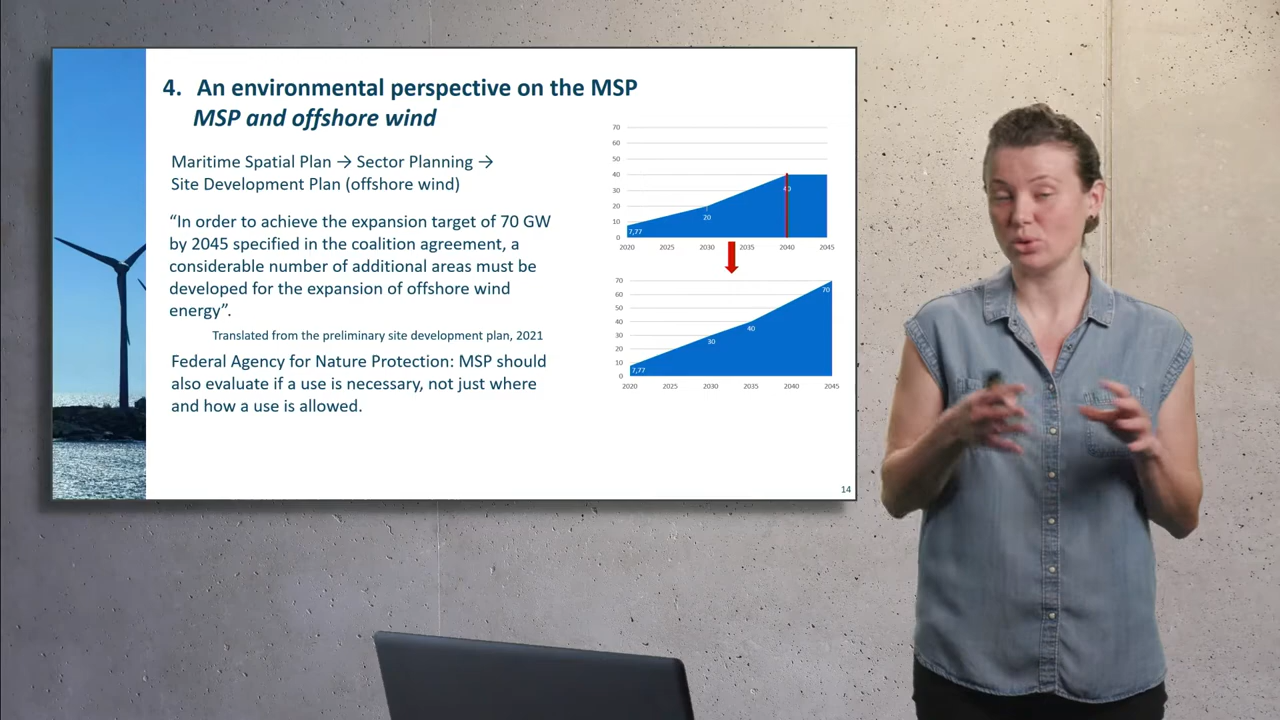 4. An environmental perspective on the MSP
MSP and offshore wind
Maritime Spatial Plan → Sector Planning →
Site Development Plan (offshore wind)
“In order to achieve the expansion target of 70 GW
by 2045 specified in the coalition agreement, a
considerable number of additional areas must be
developed for the expansion of offshore wind
energy”.
Translated from the preliminary site development plan, 2021
Federal Agency for Nature Protection: MSP should
also evaluate if a use is necessary, not just where
and how a use is allowed.
70
60
50
40
30
20
10
0
7,77
20
40
2020 2025 2030 2035 2040 2045
70
60
50
40
30
20
10
0
7,77
30
40
70
2020 2025 2030 2035 2040 2045
14